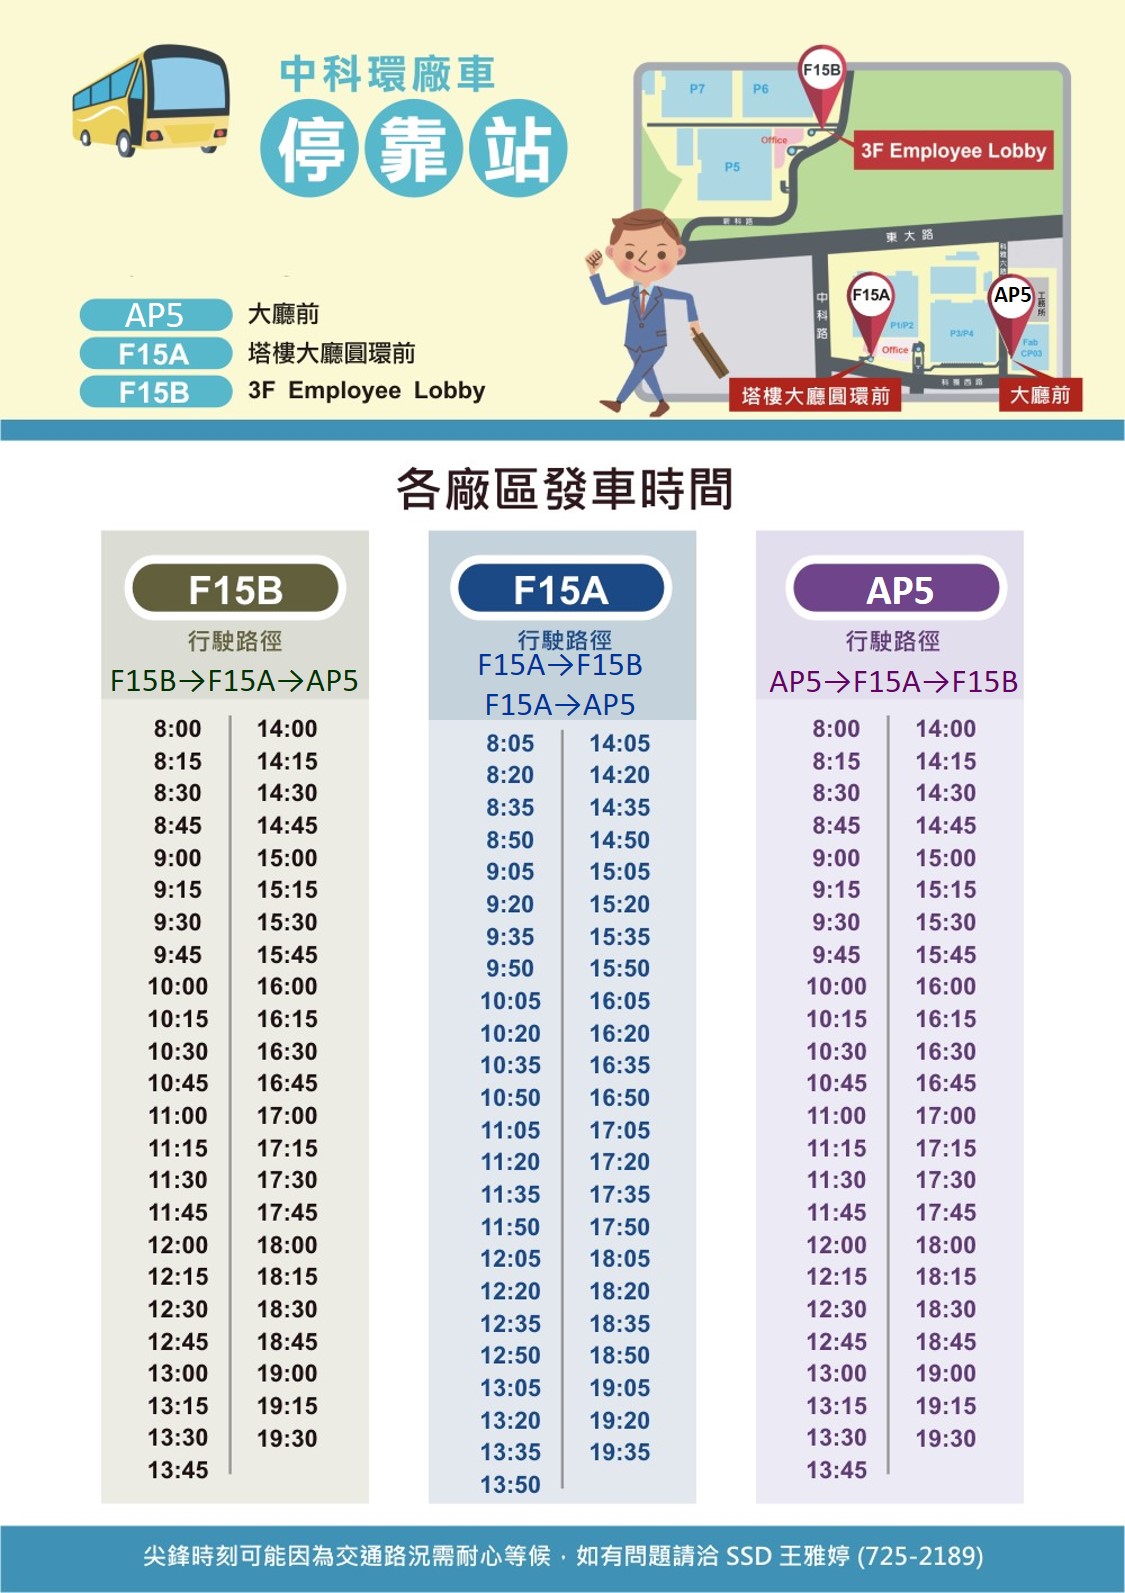 中科環廠車
停靠站
AP5 大廳前
F15A 塔樓大廳圓環前
F15B 3F Employee Lobby
F15B
P7 P6
Office
3F Employee Lobby
P5
新科路
東大路
科雅六路
F15A
AP5
工務所
中科路
P1/P2
P3/P4
Office
Fab
CP03
科雅西路
塔樓大廳圓環前
大廳前
各廠區發車時間
F15B
行駛路徑
F15B→F15A→AP5
8:00 14:00
8:15 14:15
8:30 14:30
8:45 14:45
9:00 15:00
9:15 15:15
9:30 15:30
9:45 15:45
10:00 16:00
10:15 16:15
10:30 16:30
10:45 16:45
11:00 17:00
11:15 17:15
11:30 17:30
11:45 17:45
12:00 18:00
12:15 18:15
12:30 18:30
12:45 18:45
13:00 19:00
13:15 19:15
13:30 19:30
13:45
F15A
行駛路徑
F15A→F15B
F15A→AP5
8:05 14:05
8:20 14:20
8:35 14:35
8:50 14:50
9:05 15:05
9:20 15:20
9:35 15:35
9:50 15:50
10:05 16:05
10:20 16:20
10:35 16:35
10:50 16:50
11:05 17:05
11:20 17:20
11:35 17:35
11:50 17:50
12:05 18:05
12:20 18:20
12:35 18:35
12:50 18:50
13:05 19:05
13:20 19:20
13:35 19:35
13:50
AP5
行駛路徑
AP5→F15A→F15B
8:00 14:00
8:15 14:15
8:30 14:30
8:45 14:45
9:00 15:00
9:15 15:15
9:30 15:30
9:45 15:45
10:00 16:00
10:15 16:15
10:30 16:30
10:45 16:45
11:00 17:00
11:15 17:15
11:30 17:30
11:45 17:45
12:00 18:00
12:15 18:15
12:30 18:30
12:45 18:45
13:00 19:00
13:15 19:15
13:30 19:30
13:45
尖鋒時刻可能因為交通路況需耐心等候，如有問題請洽 SSD 王雅婷 (725-2189)